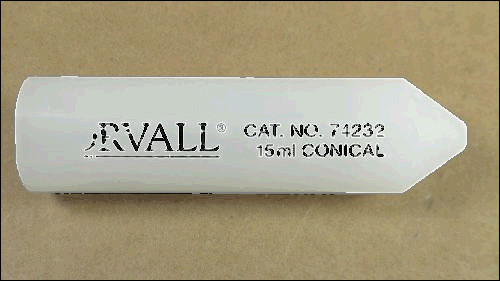 RVALL®
CAT. NO. 74232
15ml CONICAL